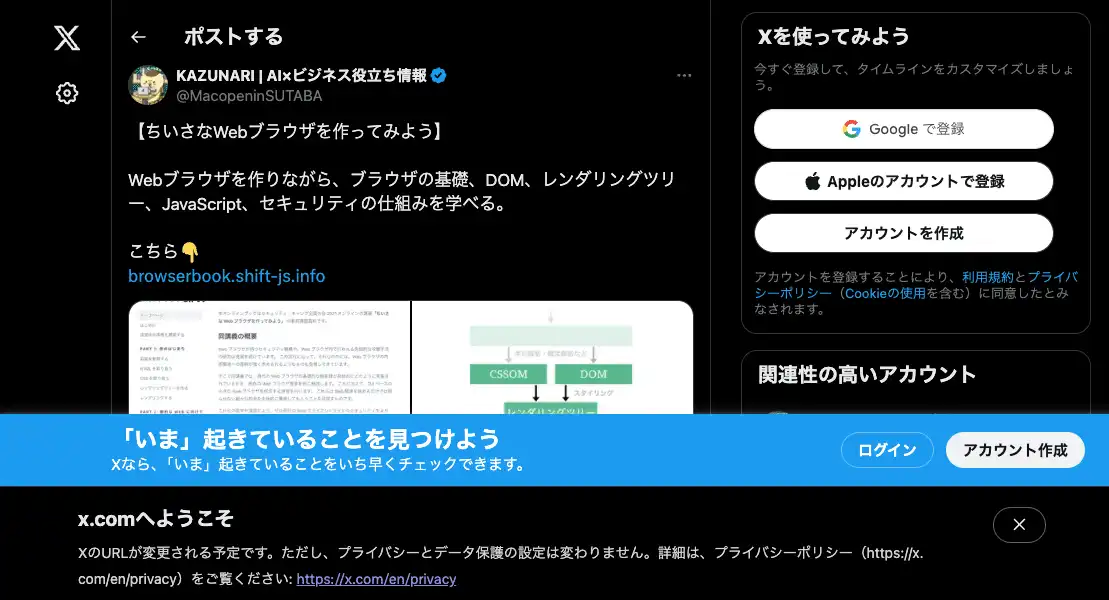 ポストする
KAZUNARI | AI×ビジネス役立ち情報
@MacopeninSUTABA
【ちいさなWebブラウザを作ってみよう】
Webブラウザを作りながら、ブラウザの基礎、DOM、レンダリングツリ
ー、JavaScript、セキュリティの仕組みを学べる。
こちら👇
browserbook.shift-js.info
同講義の概要
CSSOM
DOM
スタイリング
レンダリングツリー
Xを使ってみよう
今すぐ登録して、タイムラインをカスタマイズしましょ
う。
Google で登録
Appleのアカウントで登録
アカウントを作成
アカウントを登録することにより、利用規約とプライバ
シーポリシー（Cookieの使用を含む）に同意したとみ
なされます。
関連性の高いアカウント
「いま」起きていることを見つけよう
Xなら、「いま」起きていることをいち早くチェックできます。
ログイン
アカウント作成
x.comへようこそ
XのURLが変更される予定です。ただし、プライバシーとデータ保護の設定は変わりません。詳細は、プライバシーポリシー（https://x.
com/en/privacy）をご覧ください: https://x.com/en/privacy